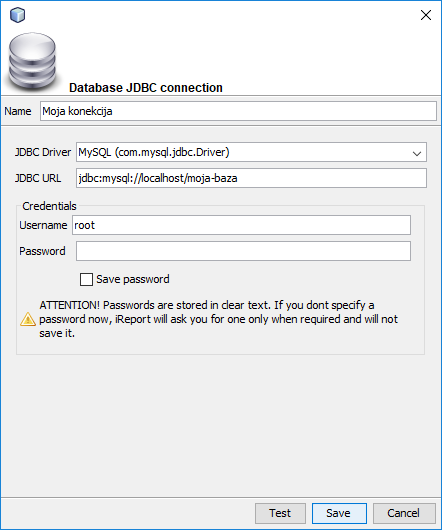 Database JDBC connection
Name Moja konekcija
JDBC Driver MySQL (com.mysql.jdbc.Driver)
JDBC URL jdbc:mysql://localhost/moja-baza
Credentials
Username root
Password
Save password
ATTENTION! Passwords are stored in clear text. If you dont specify a
password now, iReport will ask you for one only when required and will not
save it.
Test Save Cancel